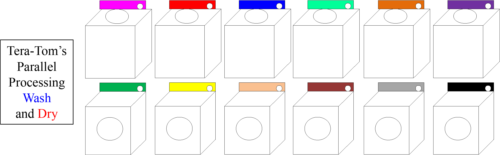 Tera-Tom's
Parallel
Processing
Wash
and Dry